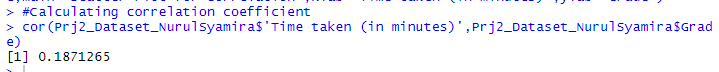 > #Calculating correlation coefficient
> cor(Prj2_Dataset_NurulSyamira$'Time taken (in minutes)',Prj2_Dataset_NurulSyamira$Grad
e)
[1] 0.1871265
>